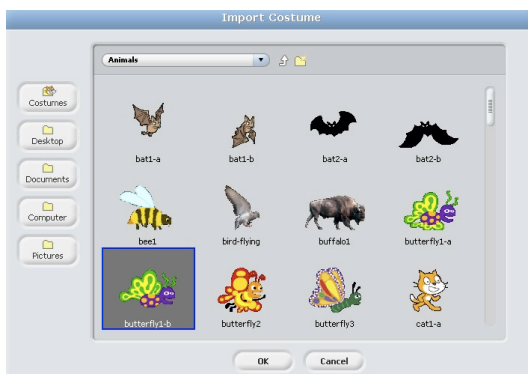 Import Costume
Animals
Costumes
Desktop
Documents
Computer
Pictures
bat1-a
bat1-b
bat2-a
bat2-b
bee1
bird-flying
buffalo1
butterfly1-a
butterfly1-b
butterfly2
butterfly3
cat1-a
OK
Cancel